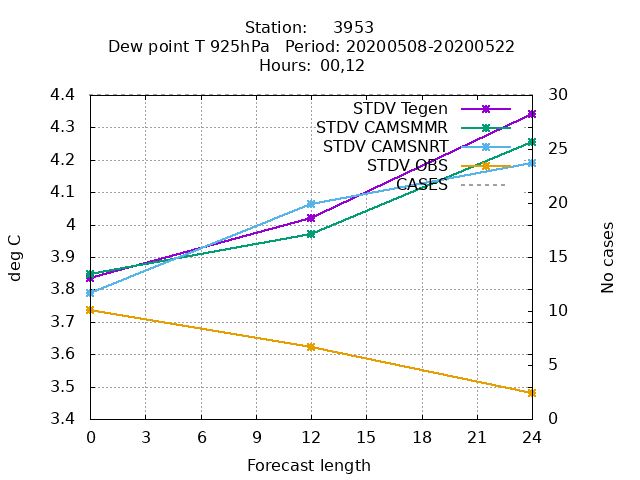 Station: 3953
Dew point T 925hPa Period: 20200508-20200522
Hours: 00,12
STDV Tegen
STDV CAMSMMR
STDV CAMSNRT
STDV OBS
CASES
4.4
4.3
4.2
4.1
4
3.9
3.8
3.7
3.6
3.5
3.4
deg C
30
25
20
15
10
5
0
No cases
0 3 6 9 12 15 18 21 24
Forecast length